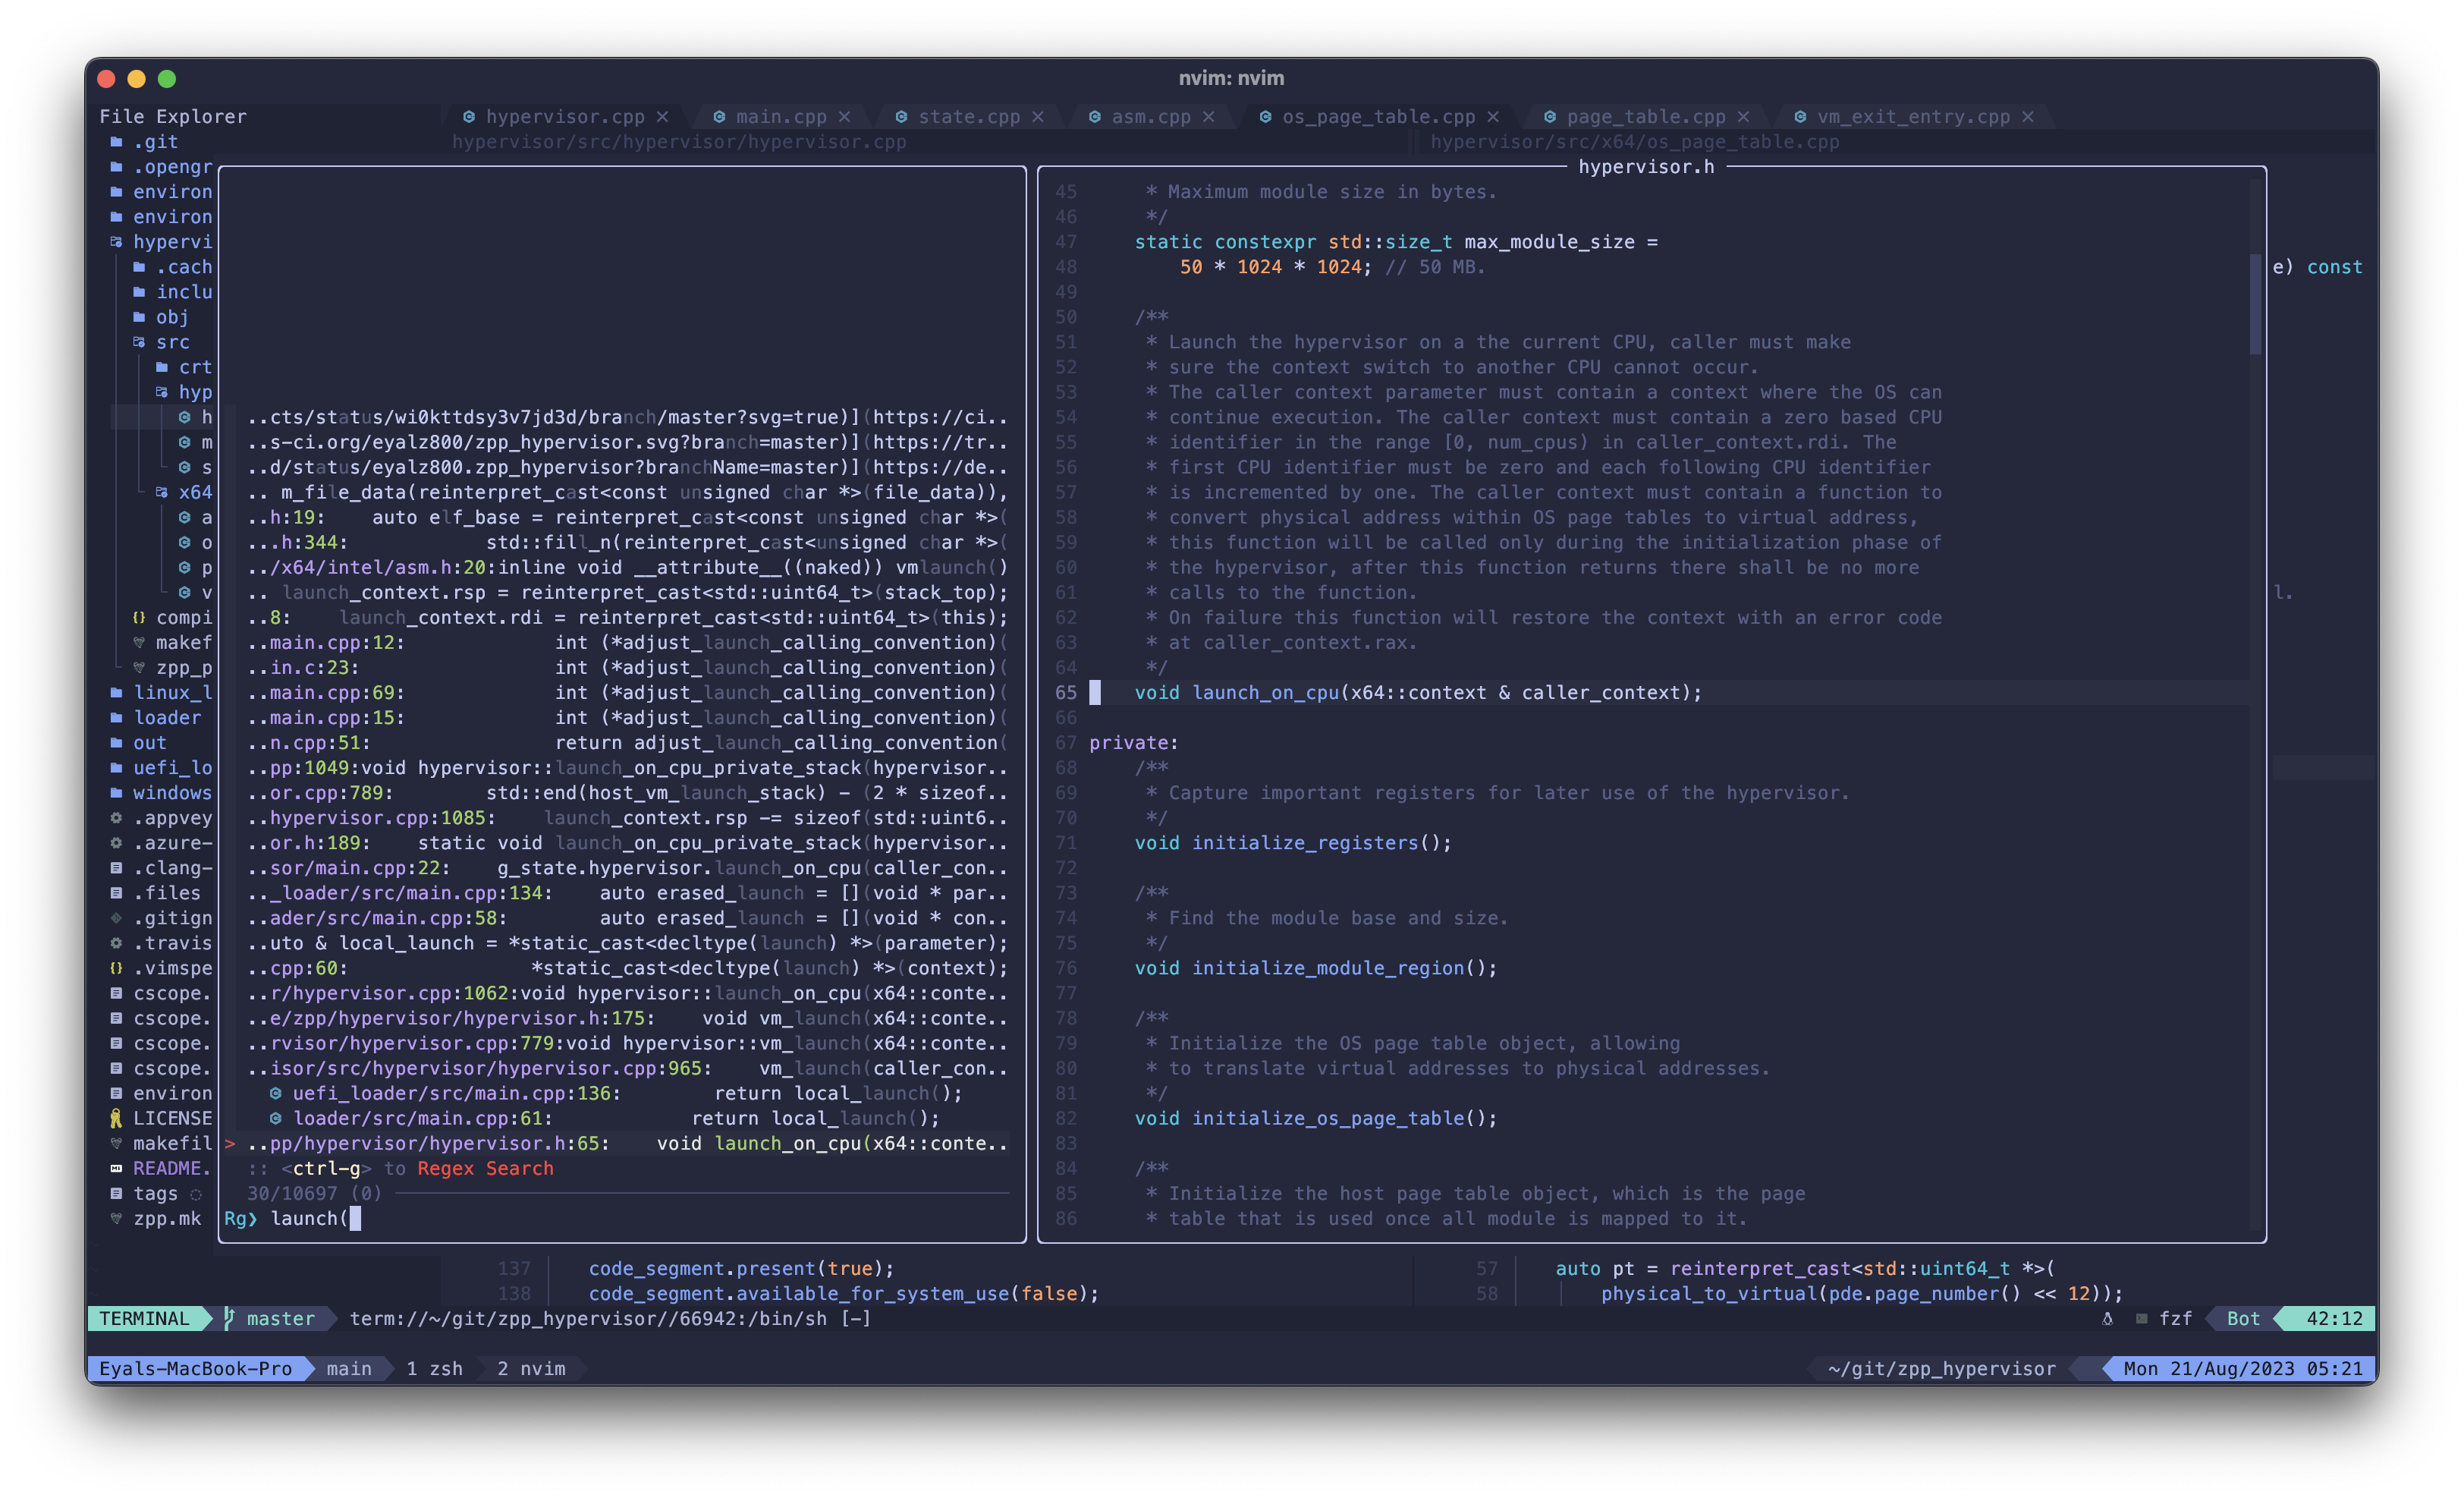 nvim: nvim
File Explorer
hypervisor.cpp × main.cpp × state.cpp × asm.cpp × os_page_table.cpp × page_table.cpp × vm_exit_entry.cpp ×
hypervisor/src/hypervisor/hypervisor.cpp
hypervisor/src/x64/os_page_table.cpp
.git
.opengr
environ
environ
hypervi
.cach
inclu
obj
src
crt
hyp
h
m
s
x64
a
o
p
v
{} compi
makef
zpp_p
linux_l
loader
out
uefi_lo
windows
.appvey
.azure-
.clang-
.files
.gitign
.travis
{} .vimspe
cscope.
cscope.
cscope.
cscope.
environ
LICENSE
makefil
README.
tags
zpp.mk
..cts/status/wi0kttdsy3v7jd3d/branch/master?svg=true)](https://ci..
..s-ci.org/eyalz800/zpp_hypervisor.svg?branch=master)](https://tr..
..d/status/eyalz800.zpp_hypervisor?branchName=master)](https://de..
.. m_file_data(reinterpret_cast<const unsigned char *>(file_data)),
..h:19:    auto elf_base = reinterpret_cast<const unsigned char *>(
...h:344:            std::fill_n(reinterpret_cast<unsigned char *>(
../x64/intel/asm.h:20:inline void __attribute__((naked)) vmlaunch()
.. launch_context.rsp = reinterpret_cast<std::uint64_t>(stack_top);
..8:    launch_context.rdi = reinterpret_cast<std::uint64_t>(this);
..main.cpp:12:             int (*adjust_launch_calling_convention)(
..in.c:23:                 int (*adjust_launch_calling_convention)(
..main.cpp:69:             int (*adjust_launch_calling_convention)(
..main.cpp:15:             int (*adjust_launch_calling_convention)(
..n.cpp:51:                return adjust_launch_calling_convention(
..pp:1049:void hypervisor::launch_on_cpu_private_stack(hypervisor..
..or.cpp:789:        std::end(host_vm_launch_stack) - (2 * sizeof..
..hypervisor.cpp:1085:    launch_context.rsp -= sizeof(std::uint6..
..or.h:189:    static void launch_on_cpu_private_stack(hypervisor..
..sor/main.cpp:22:    g_state.hypervisor.launch_on_cpu(caller_con..
.._loader/src/main.cpp:134:    auto erased_launch = [](void * par..
..ader/src/main.cpp:58:        auto erased_launch = [](void * con..
..uto & local_launch = *static_cast<decltype(launch) *>(parameter);
..cpp:60:                *static_cast<decltype(launch) *>(context);
..r/hypervisor.cpp:1062:void hypervisor::launch_on_cpu(x64::conte..
..e/zpp/hypervisor/hypervisor.h:175:    void vm_launch(x64::conte..
..rvisor/hypervisor.cpp:779:void hypervisor::vm_launch(x64::conte..
..isor/src/hypervisor/hypervisor.cpp:965:    vm_launch(caller_con..
uefi_loader/src/main.cpp:136:        return local_launch();
loader/src/main.cpp:61:            return local_launch();
> ..pp/hypervisor/hypervisor.h:65:    void launch_on_cpu(x64::conte..
:: <ctrl-g> to Regex Search
30/10697 (0)
Rg❯ launch(
hypervisor.h
45     * Maximum module size in bytes.
46     */
47    static constexpr std::size_t max_module_size =
48        50 * 1024 * 1024; // 50 MB.
49
50    /**
51     * Launch the hypervisor on a the current CPU, caller must make
52     * sure the context switch to another CPU cannot occur.
53     * The caller context parameter must contain a context where the OS can
54     * continue execution. The caller context must contain a zero based CPU
55     * identifier in the range [0, num_cpus) in caller_context.rdi. The
56     * first CPU identifier must be zero and each following CPU identifier
57     * is incremented by one. The caller context must contain a function to
58     * convert physical address within OS page tables to virtual address,
59     * this function will be called only during the initialization phase of
60     * the hypervisor, after this function returns there shall be no more
61     * calls to the function.
62     * On failure this function will restore the context with an error code
63     * at caller_context.rax.
64     */
65    void launch_on_cpu(x64::context & caller_context);
66
67 private:
68    /**
69     * Capture important registers for later use of the hypervisor.
70     */
71    void initialize_registers();
72
73    /**
74     * Find the module base and size.
75     */
76    void initialize_module_region();
77
78    /**
79     * Initialize the OS page table object, allowing
80     * to translate virtual addresses to physical addresses.
81     */
82    void initialize_os_page_table();
83
84    /**
85     * Initialize the host page table object, which is the page
86     * table that is used once all module is mapped to it.
e) const
l.
137    code_segment.present(true);
138    code_segment.available_for_system_use(false);
57    auto pt = reinterpret_cast<std::uint64_t *>(
58        physical_to_virtual(pde.page_number() << 12));
TERMINAL master term://~/git/zpp_hypervisor//66942:/bin/sh [-] fzf Bot 42:12
Eyals-MacBook-Pro main 1 zsh 2 nvim ~/git/zpp_hypervisor Mon 21/Aug/2023 05:21